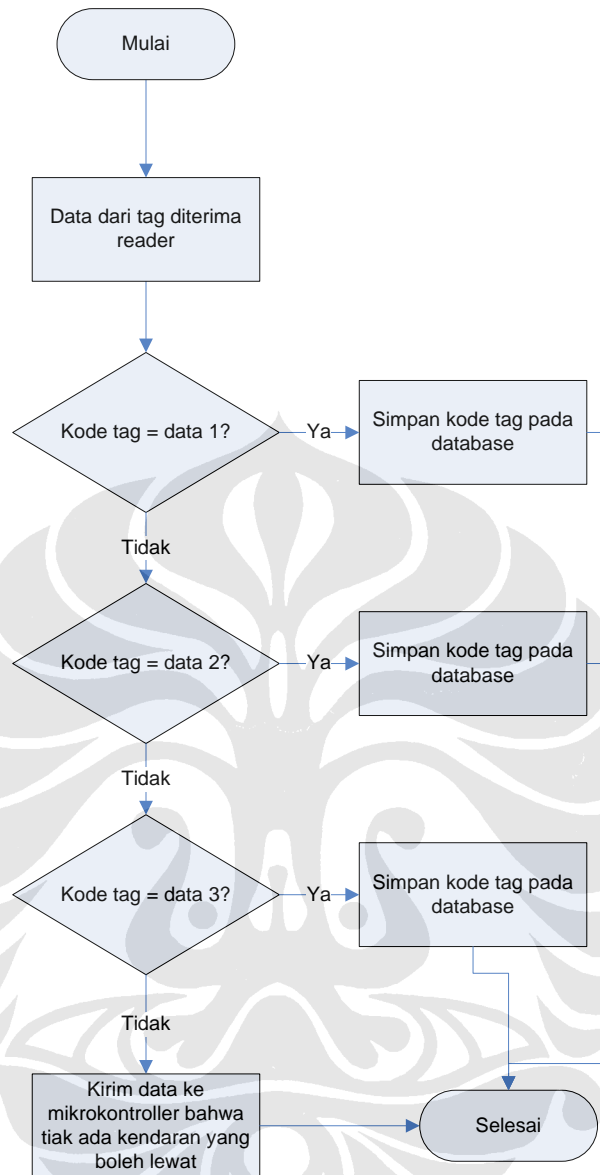 Mulai
Data dari tag diterima
reader
Kode tag = data 1?
Ya
Simpan kode tag pada
database
Tidak
Kode tag = data 2?
Ya
Simpan kode tag pada
database
Tidak
Kode tag = data 3?
Ya
Simpan kode tag pada
database
Tidak
Kirim data ke
mikrokontroller bahwa
tiak ada kendaran yang
boleh lewat
Selesai